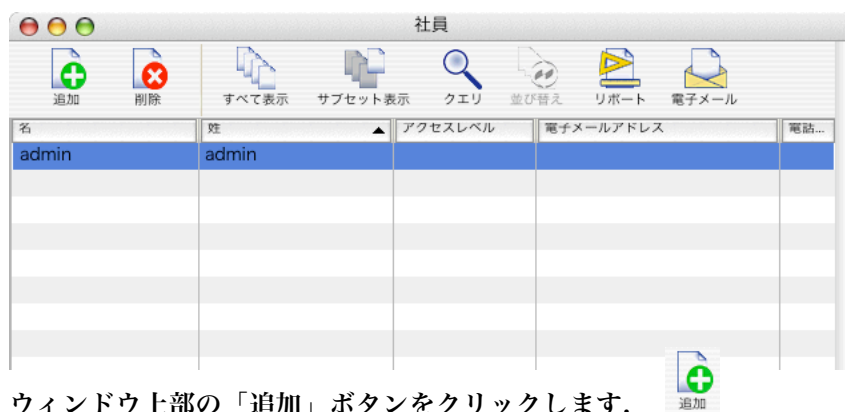 社員
追加 削除 すべて表示 サブセット表示 クエリ 並び替え リポート 電子メール
名 姓 アクセスレベル 電子メールアドレス 電話...
admin admin
ウィンドウ上部の「追加」ボタンをクリックします.
追加